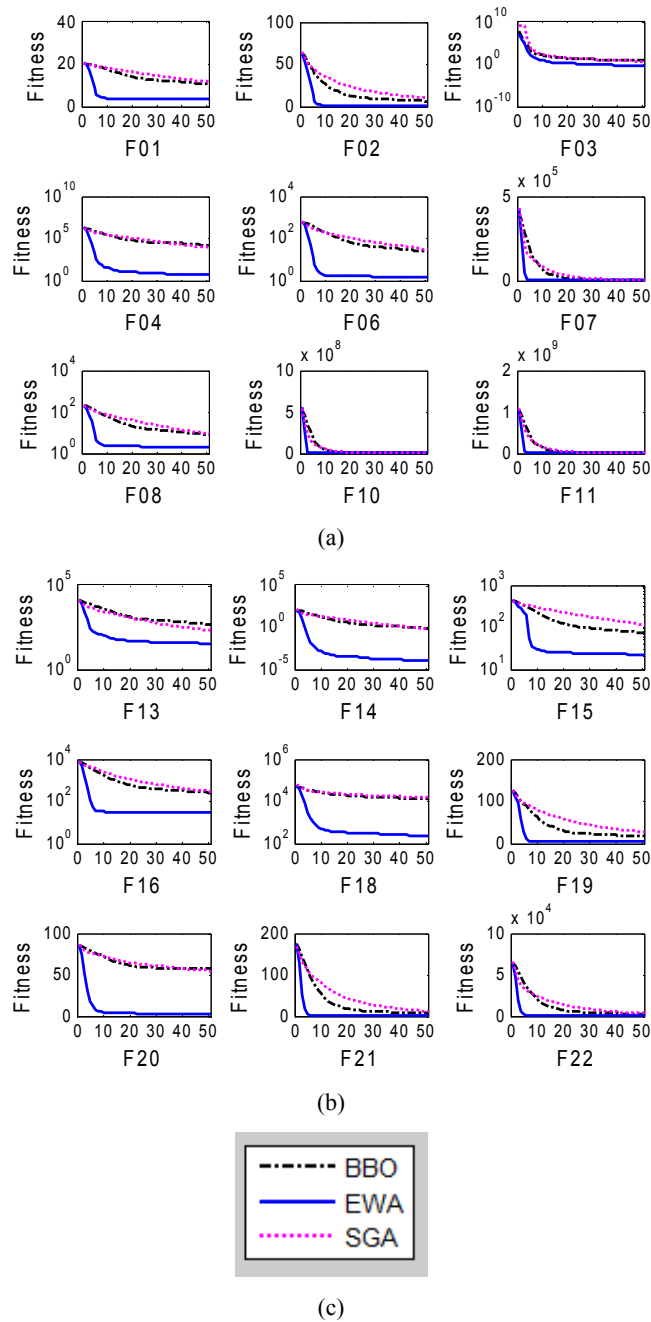 40
20
0
Fitness
0 10 20 30 40 50
F01
100
50
0
Fitness
0 10 20 30 40 50
F02
10^10
10^0
10^-10
Fitness
0 10 20 30 40 50
F03
10^10
10^5
10^0
Fitness
0 10 20 30 40 50
F04
10^4
10^2
10^0
Fitness
0 10 20 30 40 50
F06
x 10^5
5
0
Fitness
0 10 20 30 40 50
F07
10^4
10^2
10^0
Fitness
0 10 20 30 40 50
F08
x 10^8
10
5
0
Fitness
0 10 20 30 40 50
F10
x 10^9
2
1
0
Fitness
0 10 20 30 40 50
F11
(a)
10^5
10^0
Fitness
0 10 20 30 40 50
F13
10^5
10^0
10^-5
Fitness
0 10 20 30 40 50
F14
10^3
10^2
10^1
Fitness
0 10 20 30 40 50
F15
10^4
10^2
10^0
Fitness
0 10 20 30 40 50
F16
10^6
10^4
10^2
Fitness
0 10 20 30 40 50
F18
200
100
0
Fitness
0 10 20 30 40 50
F19
100
50
0
Fitness
0 10 20 30 40 50
F20
200
100
0
Fitness
0 10 20 30 40 50
F21
x 10^4
10
5
0
Fitness
0 10 20 30 40 50
F22
(b)
BBO
EWA
SGA
(c)